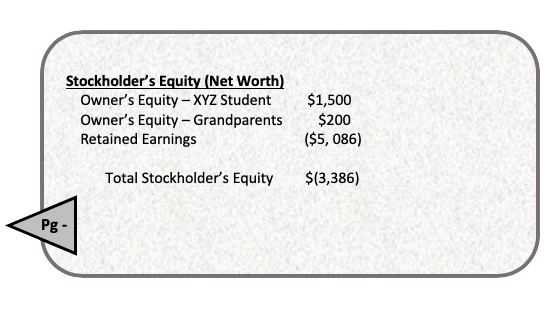 Stockholder's Equity (Net Worth)
Owner's Equity – XYZ Student $1,500
Owner's Equity – Grandparents $200
Retained Earnings ($5, 086)
Total Stockholder's Equity $(3,386)
Pg -